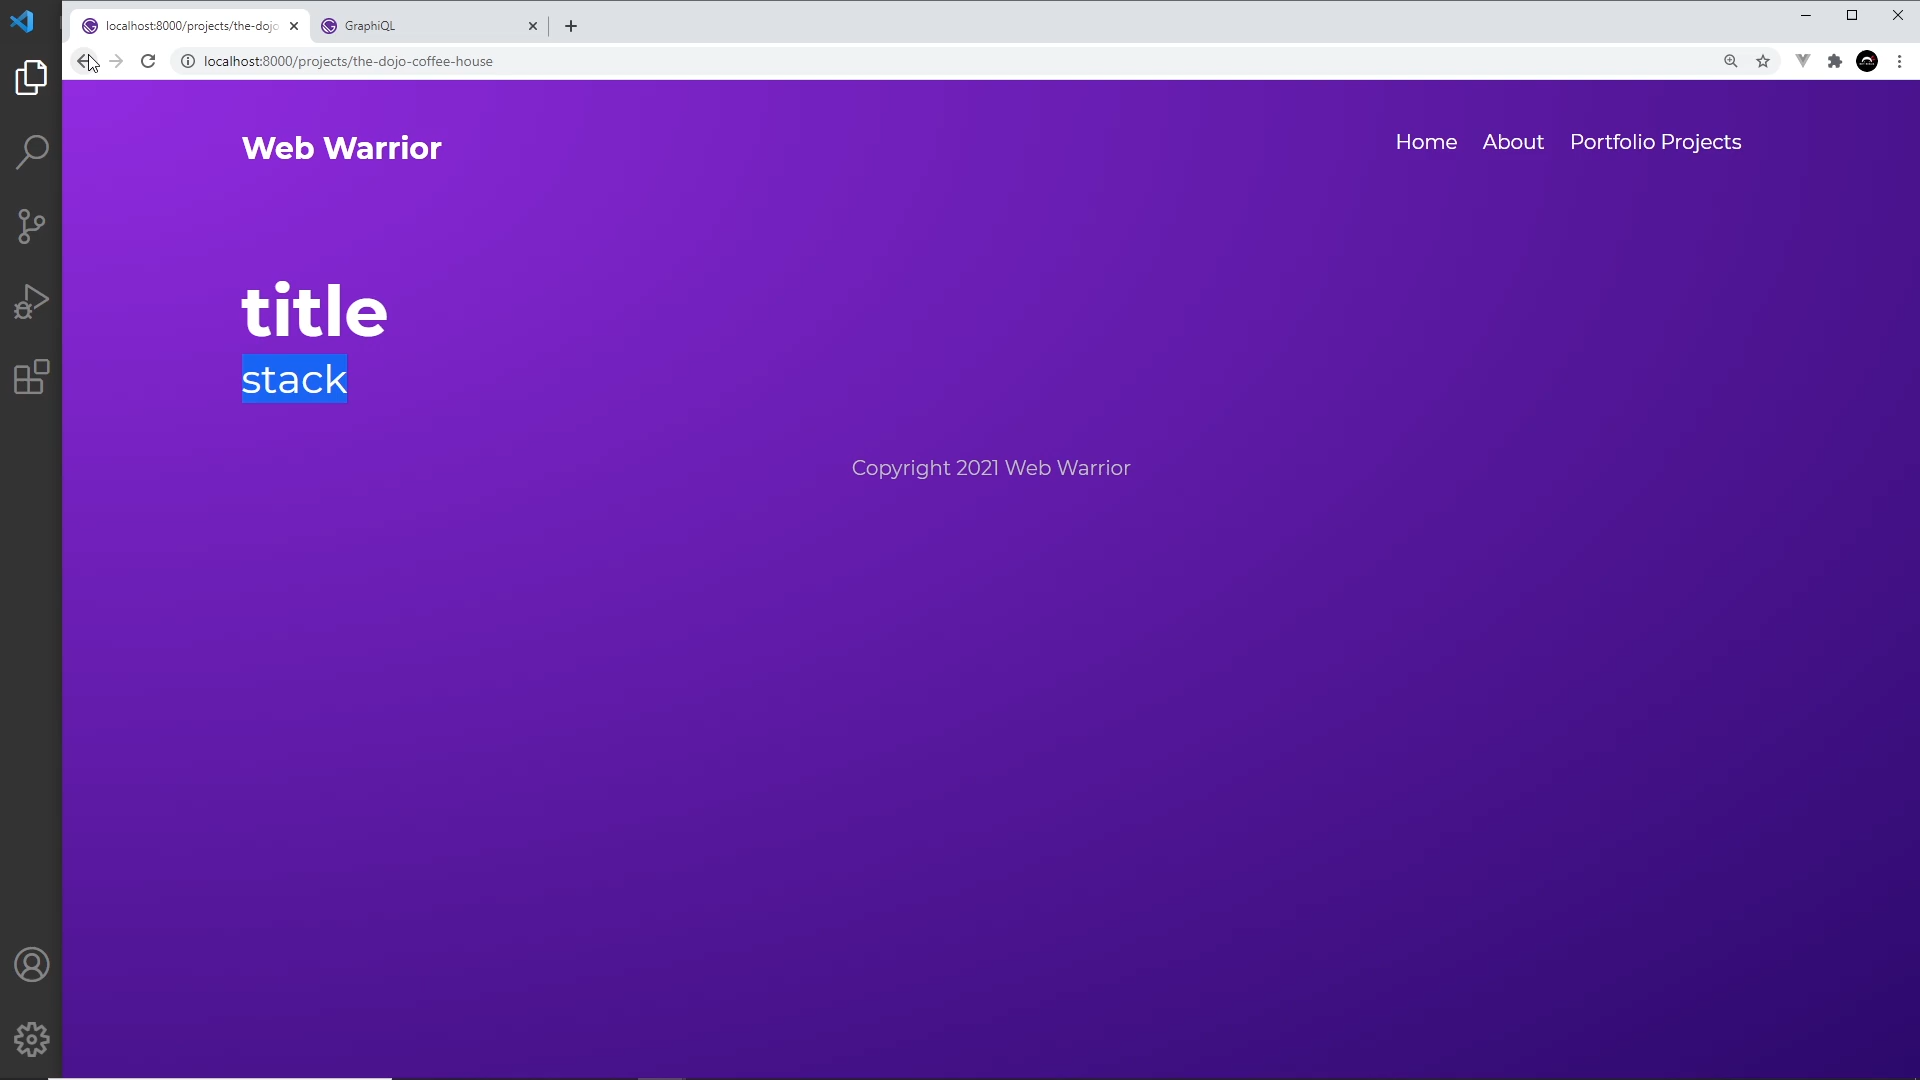 localhost:8000/projects/the-dojo
GraphiQL
localhost:8000/projects/the-dojo-coffee-house
Web Warrior
Home
About
Portfolio Projects
title
stack
Copyright 2021 Web Warrior